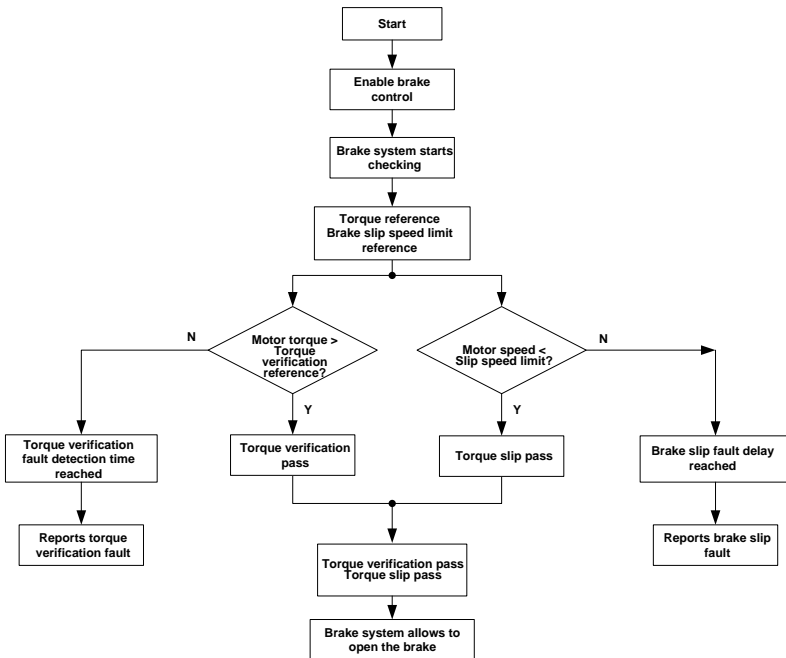 Start
Enable brake
control
Brake system starts
checking
Torque reference
Brake slip speed limit
reference
N
Motor torque >
Torque
verification
reference?
Y
Motor speed <
Slip speed limit?
N
Y
Torque verification
fault detection time
reached
Torque verification
pass
Torque slip pass
Brake slip fault delay
reached
Reports torque
verification fault
Reports brake slip
fault
Torque verification pass
Torque slip pass
Brake system allows to
open the brake